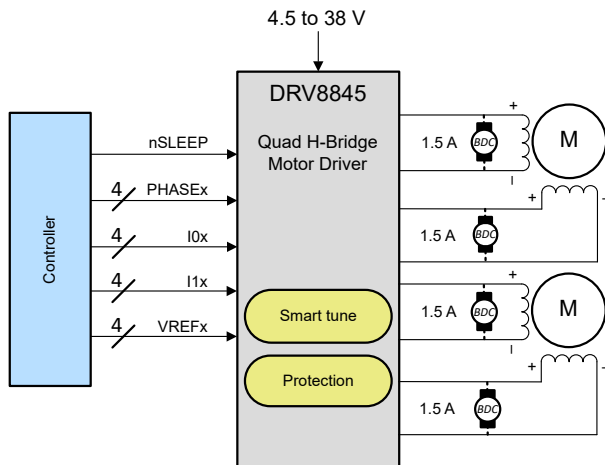 4.5 to 38 V
DRV8845
Quad H-Bridge
Motor Driver
Controller
nSLEEP
4 PHASEx
4 I0x
4 I1x
4 VREFx
Smart tune
Protection
1.5 A BDC + – M
1.5 A BDC + –
1.5 A BDC + – M
1.5 A BDC + –